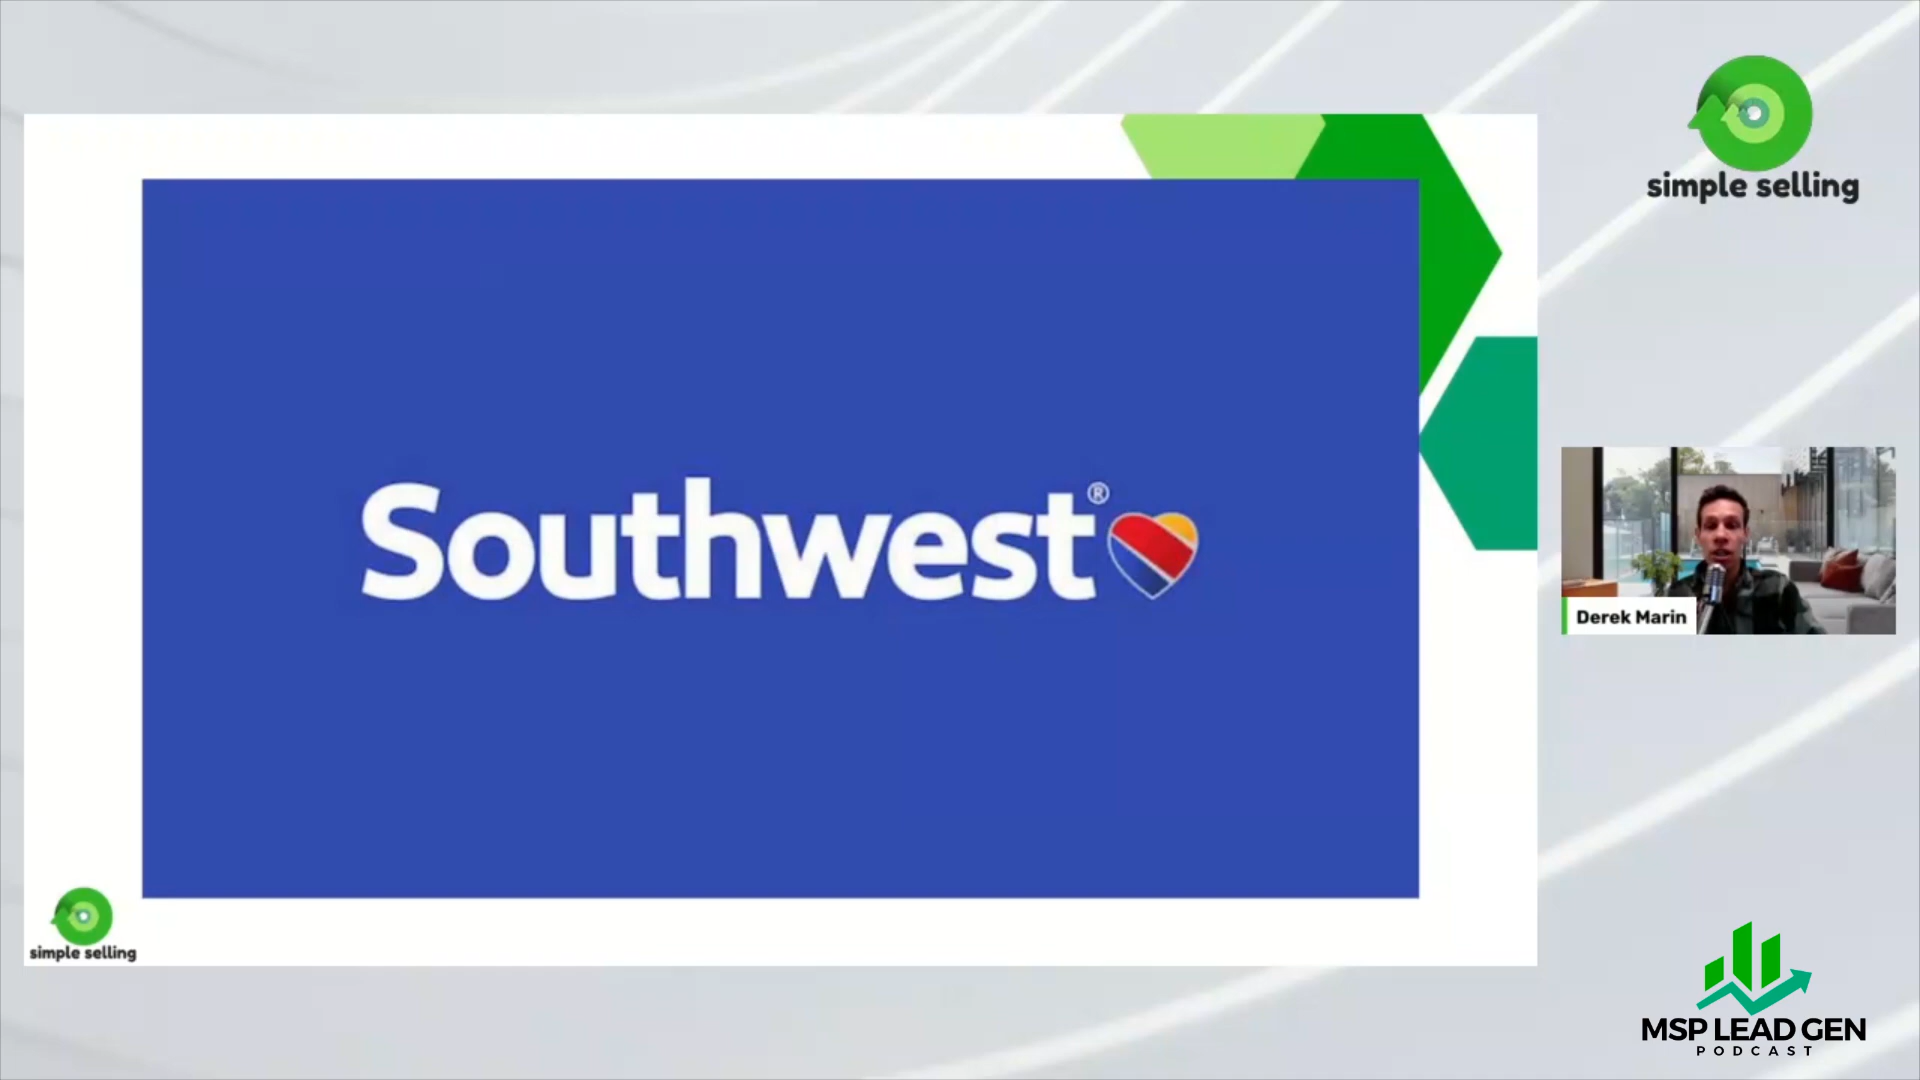 simple selling
Southwest®
Derek Marin
simple selling
MSP LEAD GEN
PODCAST